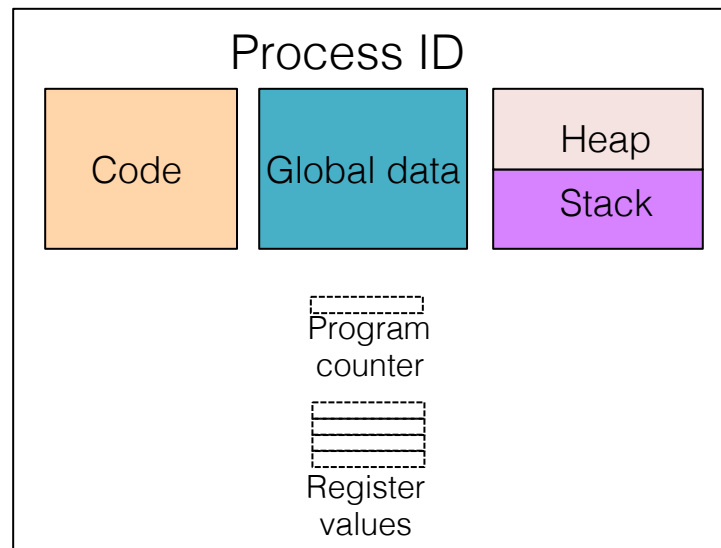 Process ID
Code
Global data
Heap
Stack
Program
counter
Register
values